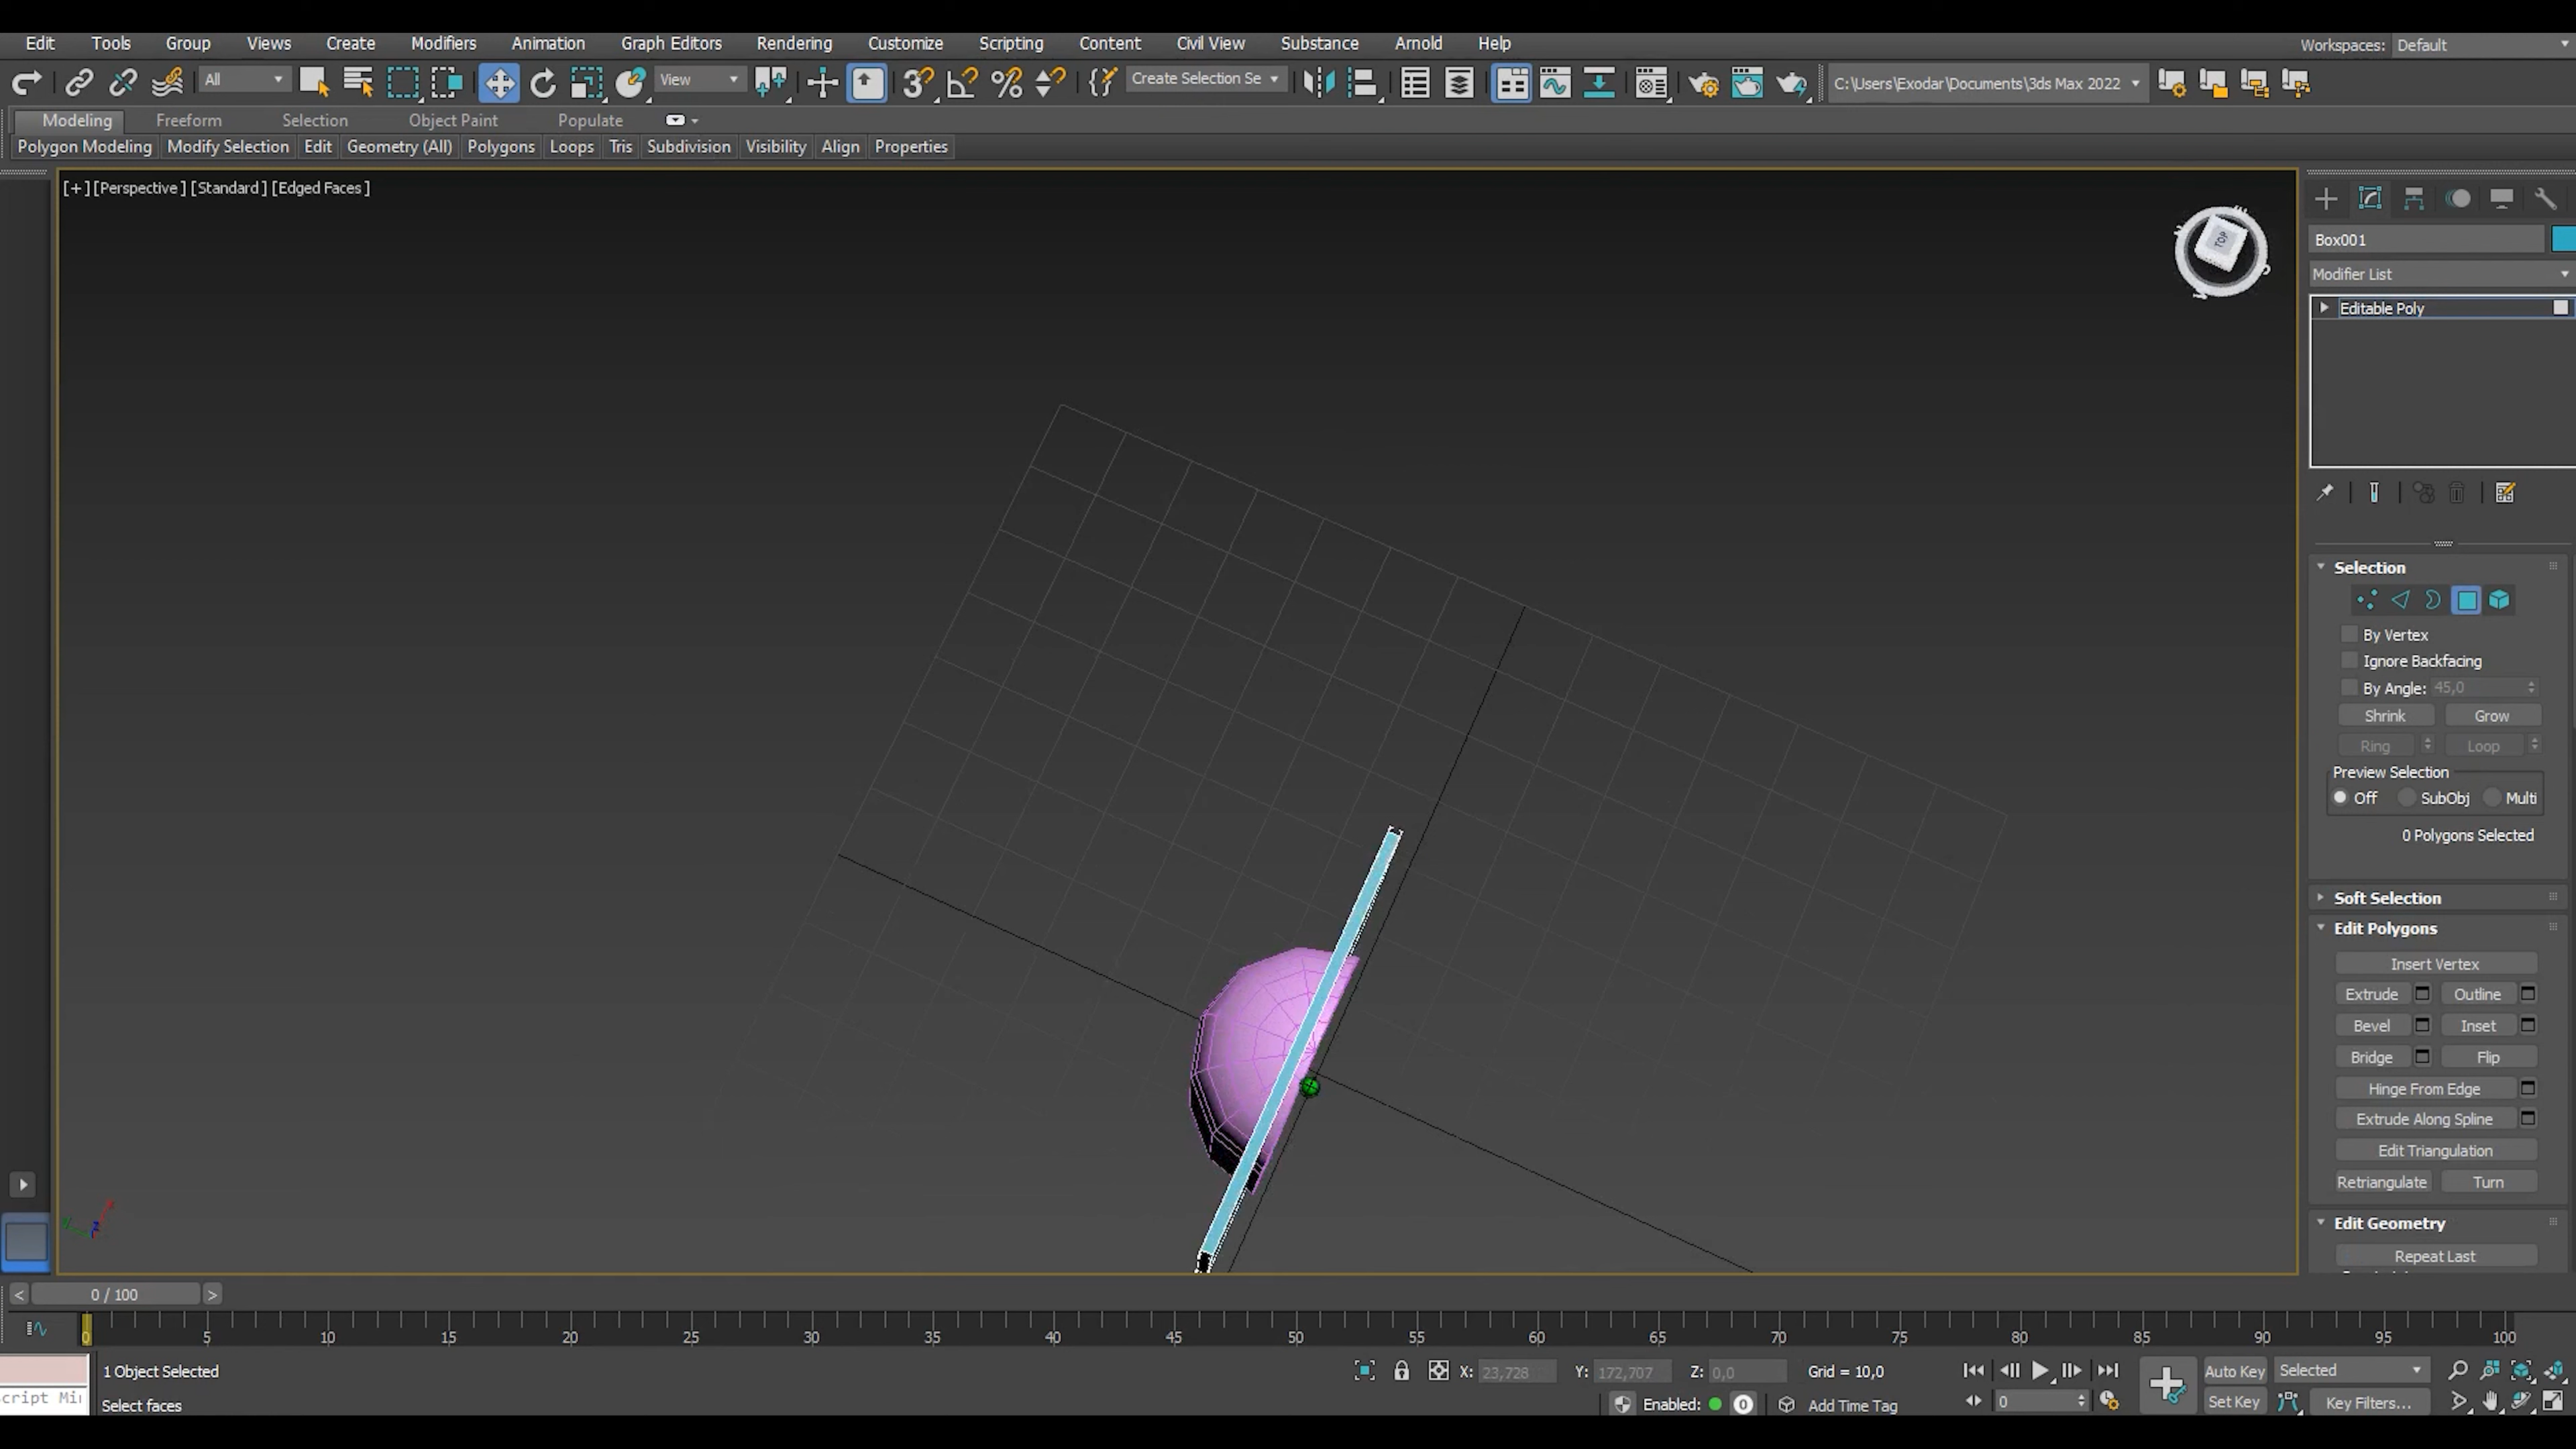 Edit Tools Group Views Create Modifiers Animation Graph Editors Rendering Customize Scripting Content Civil View Substance Arnold Help Workspaces: Default
All View Create Selection Se C:\Users\Exodar\Documents\3ds Max 2022
Modeling Freeform Selection Object Paint Populate
Polygon Modeling Modify Selection Edit Geometry (All) Polygons Loops Tris Subdivision Visibility Align Properties
[+] [Perspective ] [Standard ] [Edged Faces ]
TOP
Box001
Modifier List
Editable Poly
Selection
By Vertex
Ignore Backfacing
By Angle: 45,0
Shrink Grow
Ring Loop
Preview Selection
Off SubObj Multi
0 Polygons Selected
Soft Selection
Edit Polygons
Insert Vertex
Extrude Outline
Bevel Inset
Bridge Flip
Hinge From Edge
Extrude Along Spline
Edit Triangulation
Retriangulate Turn
Edit Geometry
Repeat Last
z
< 0 / 100 >
0 5 10 15 20 25 30 35 40 45 50 55 60 65 70 75 80 85 90 95 100
1 Object Selected X: 23,728 Y: 172,707 Z: 0,0 Grid = 10,0 Auto Key Selected
cript Mi Select faces Enabled: 0 Add Time Tag 0 Set Key Key Filters...